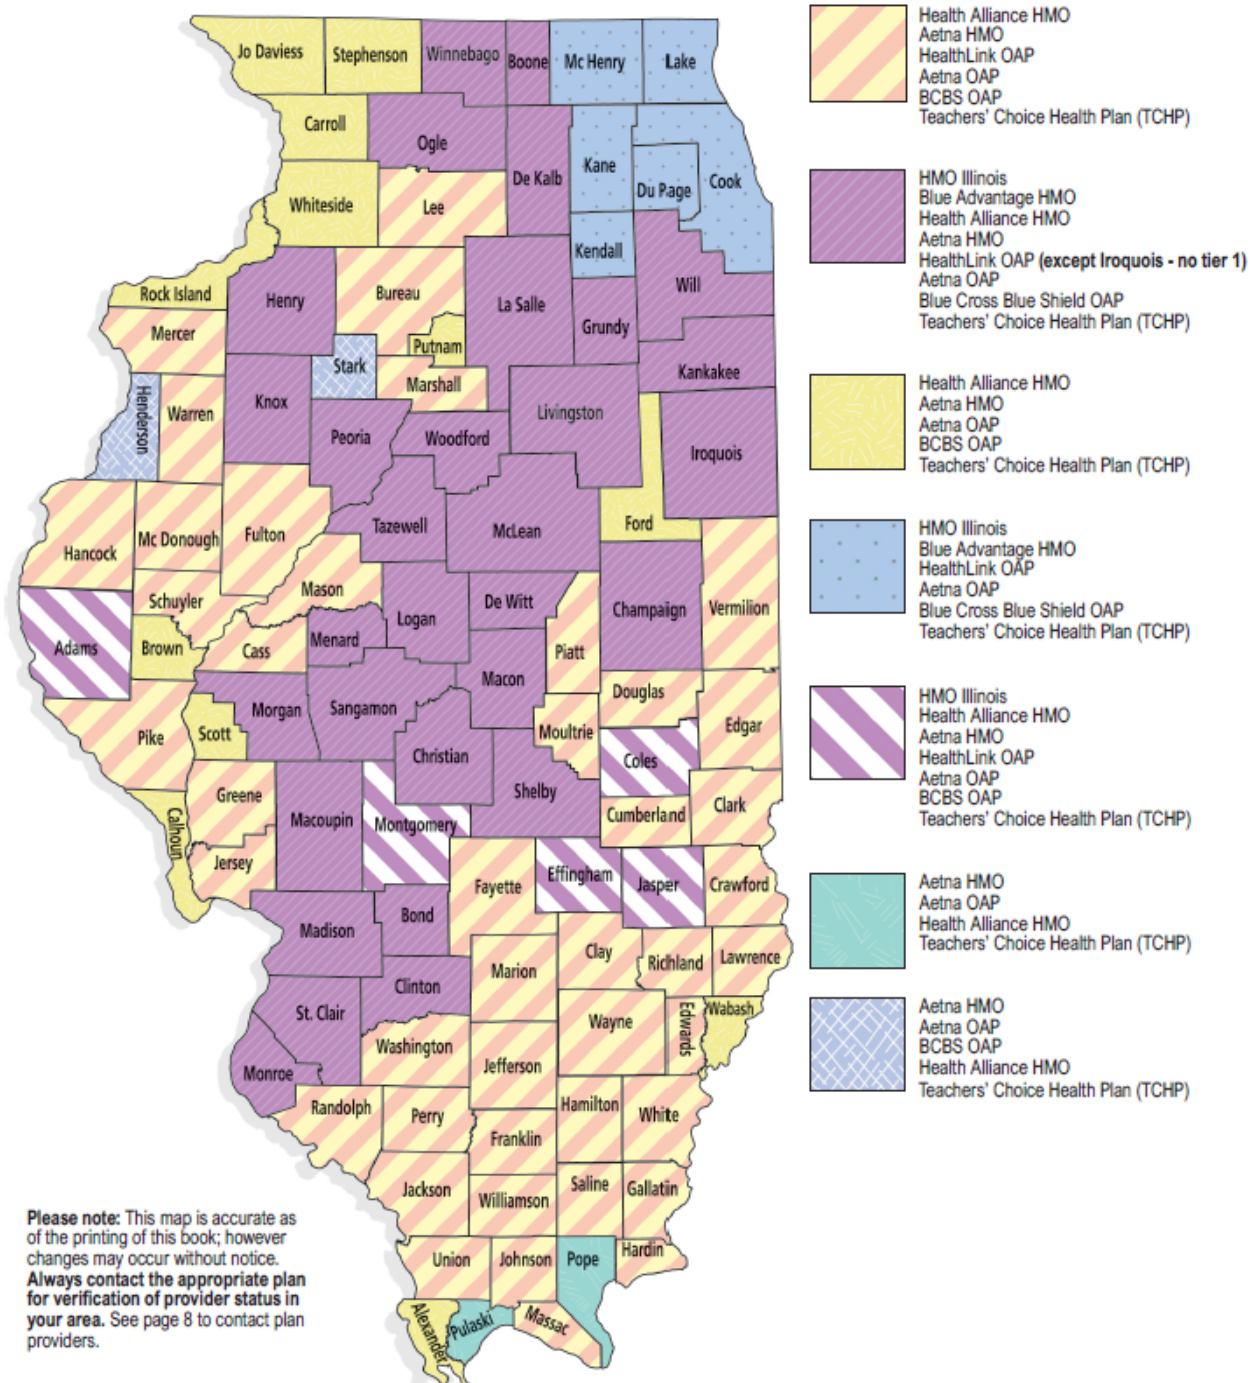 Jo Daviess
Stephenson
Winnebago
Boone
Mc Henry
Lake
Carroll
Ogle
De Kalb
Kane
Du Page
Cook
Whiteside
Lee
Kendall
Rock Island
Henry
Bureau
La Salle
Grundy
Will
Mercer
Putnam
Stark
Marshall
Kankakee
Henderson
Warren
Knox
Peoria
Woodford
Livingston
Iroquois
Hancock
Mc Donough
Fulton
Tazewell
McLean
Ford
Schuyler
Mason
Logan
De Witt
Champaign
Vermilion
Adams
Brown
Cass
Menard
Piatt
Macon
Douglas
Edgar
Pike
Scott
Morgan
Sangamon
Christian
Moultrie
Coles
Shelby
Greene
Macoupin
Montgomery
Cumberland
Clark
Calhoun
Jersey
Fayette
Effingham
Jasper
Crawford
Madison
Bond
Clay
Richland
Lawrence
Marion
Clinton
St. Clair
Wayne
Edwards
Wabash
Washington
Jefferson
Monroe
Randolph
Perry
Hamilton
White
Franklin
Jackson
Williamson
Saline
Gallatin
Union
Johnson
Pope
Hardin
Alexander
Pulaski
Massac
Health Alliance HMO
Aetna HMO
HealthLink OAP
Aetna OAP
BCBS OAP
Teachers' Choice Health Plan (TCHP)
HMO Illinois
Blue Advantage HMO
Health Alliance HMO
Aetna HMO
HealthLink OAP (except Iroquois - no tier 1)
Aetna OAP
Blue Cross Blue Shield OAP
Teachers' Choice Health Plan (TCHP)
Health Alliance HMO
Aetna HMO
Aetna OAP
BCBS OAP
Teachers' Choice Health Plan (TCHP)
HMO Illinois
Blue Advantage HMO
HealthLink OAP
Aetna OAP
Blue Cross Blue Shield OAP
Teachers' Choice Health Plan (TCHP)
HMO Illinois
Health Alliance HMO
Aetna HMO
HealthLink OAP
Aetna OAP
BCBS OAP
Teachers' Choice Health Plan (TCHP)
Aetna HMO
Aetna OAP
Health Alliance HMO
Teachers' Choice Health Plan (TCHP)
Aetna HMO
Aetna OAP
BCBS OAP
Health Alliance HMO
Teachers' Choice Health Plan (TCHP)
Please note: This map is accurate as
of the printing of this book; however
changes may occur without notice.
Always contact the appropriate plan
for verification of provider status in
your area. See page 8 to contact plan
providers.